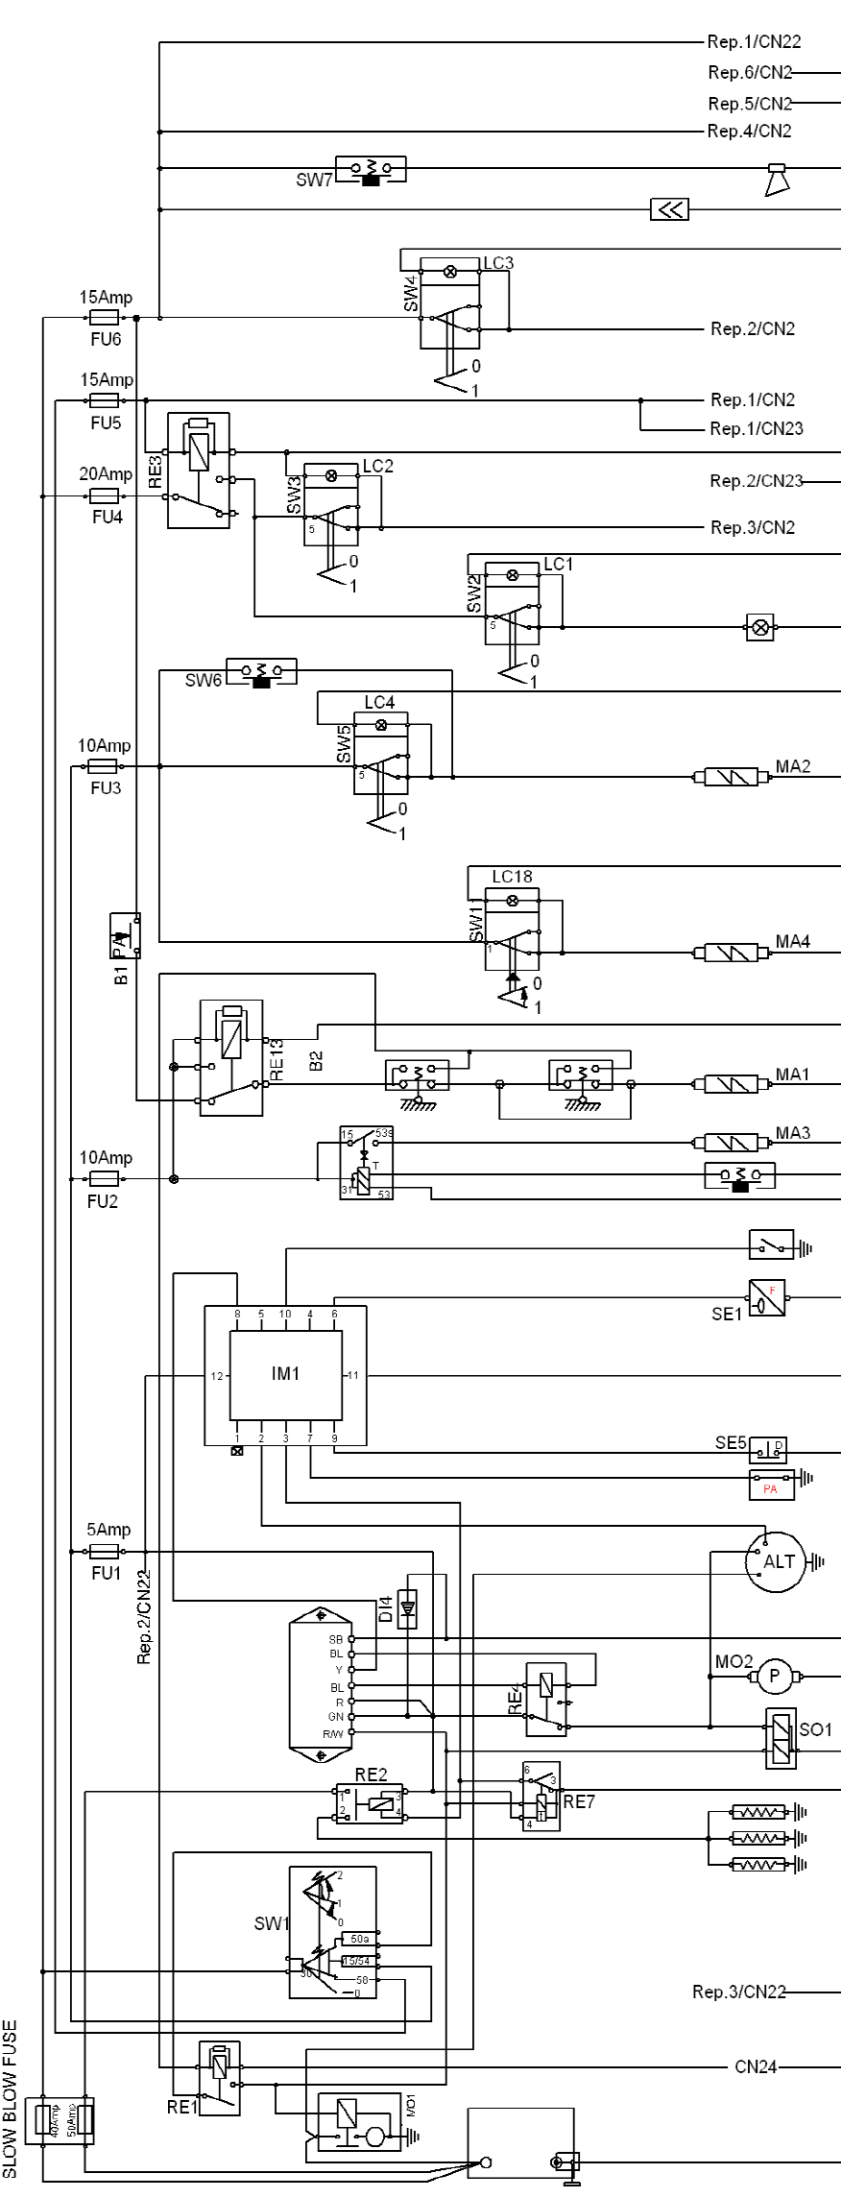 Rep.1/CN22
Rep.6/CN2
Rep.5/CN2
Rep.4/CN2
SW7
LC3
SW4
15Amp
FU6
Rep.2/CN2
0
1
15Amp
FU5
Rep.1/CN2
Rep.1/CN23
RE3
LC2
20Amp
FU4
SW3
5
Rep.2/CN23
Rep.3/CN2
0
1
LC1
SW2
5
0
1
SW6
LC4
SW5
5
10Amp
FU3
MA2
0
1
LC18
SW11
1
MA4
B1
PA
0
1
RE13
B2
MA1
15
53s
T
31
53
MA3
10Amp
FU2
SE1
F
8 5 10 4 6
12
IM1
11
1 2 3 7 9
SE5
D
PA
5Amp
FU1
Rep.2/CN22
ALT
DI4
SB
BL
Y
BL
R
GN
R/W
RE4
MO2
P
SO1
RE2
1
3
2
4
6
3
4
RE7
2
1
0
SW1
50a
15/54
30
58
0
Rep.3/CN22
SLOW BLOW FUSE
40Amp
50Amp
RE1
MO1
CN24